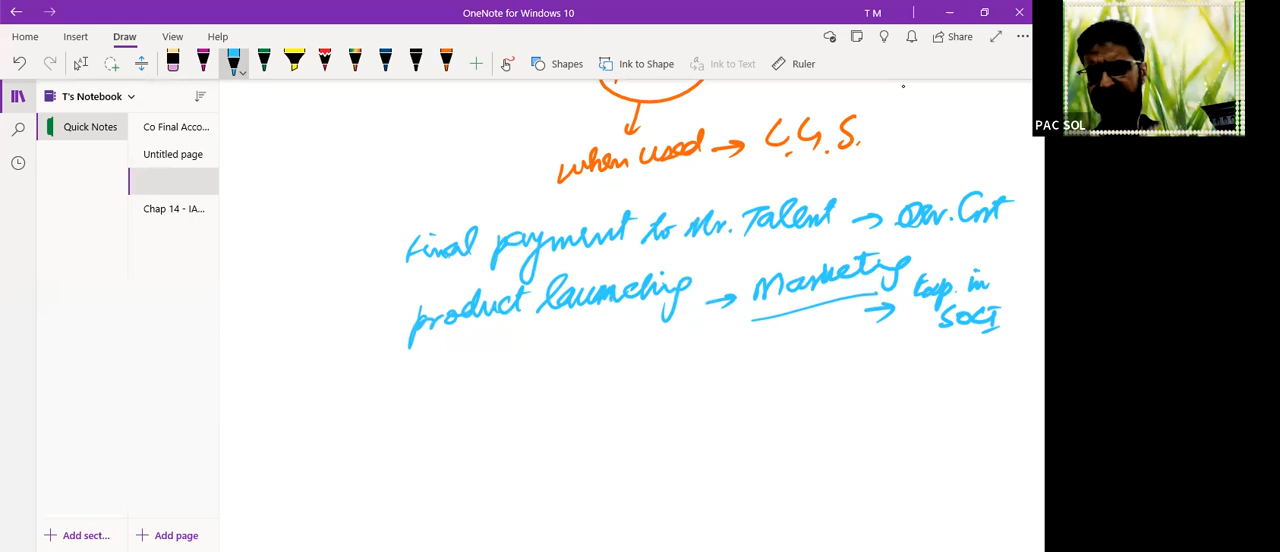 OneNote for Windows 10
T M
Home Insert Draw View Help
Share
Shapes Ink to Shape Ink to Text Ruler
T's Notebook
Quick Notes
Co Final Acco...
Untitled page
Chap 14 - IA...
PAC SOL
when used → C.G.S.
Final payment to Mr. Talent → Dev. Cost
product launching → Marketing
→ Exp. in
SOCI
Add sect...
Add page